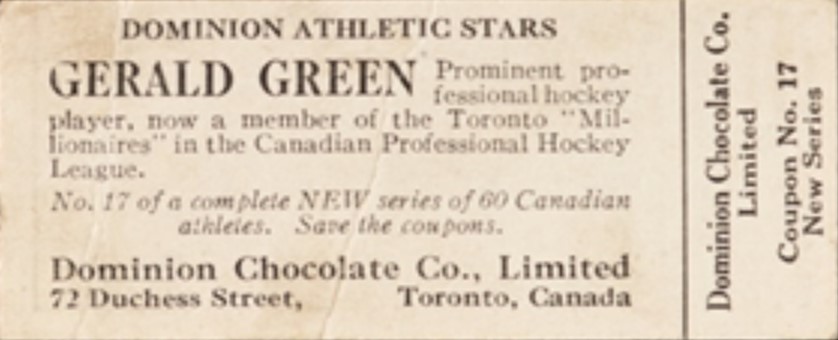 DOMINION ATHLETIC STARS
GERALD GREEN Prominent pro-
fessional hockey
player, now a member of the Toronto "Mil-
lionaires" in the Canadian Professional Hockey
League.
No. 17 of a complete NEW series of 60 Canadian
athletes. Save the coupons.
Dominion Chocolate Co., Limited
72 Duchess Street, Toronto, Canada
Dominion Chocolate Co.
Limited
Coupon No. 17
New Series